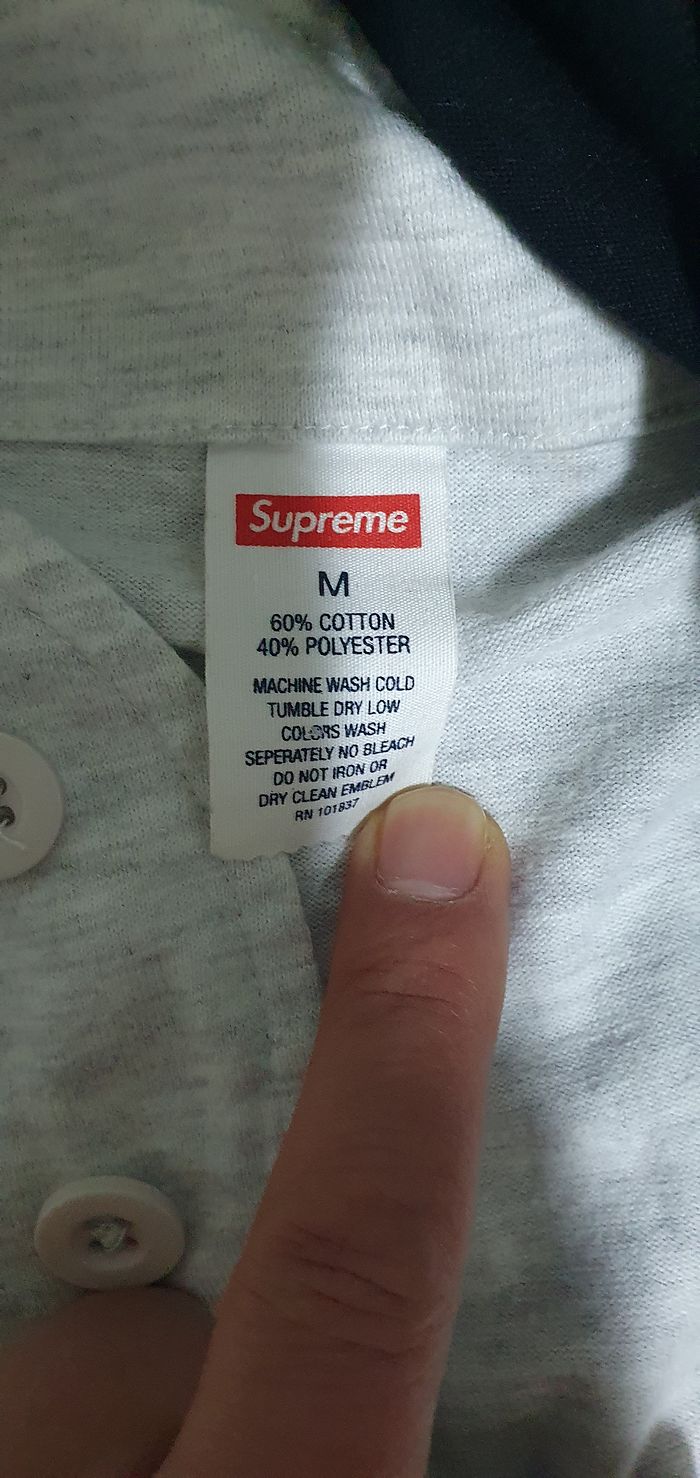 Supreme
M
60% COTTON
40% POLYESTER
MACHINE WASH COLD
TUMBLE DRY LOW
COLORS WASH
SEPERATELY NO BLEACH
DO NOT IRON OR
DRY CLEAN EMBLEM
RN 101837